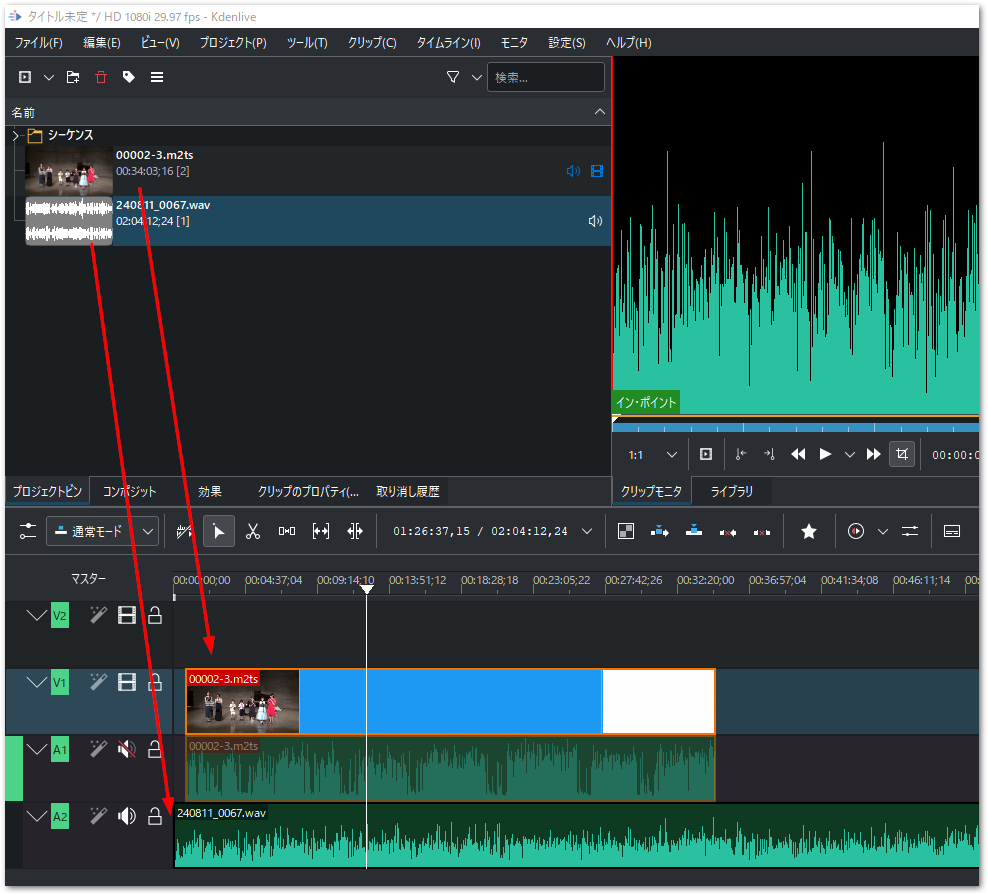 タイトル未定 */ HD 1080i 29.97 fps - Kdenlive
ファイル(F) 編集(E) ビュー(V) プロジェクト(P) ツール(T) クリップ(C) タイムライン(I) モニタ 設定(S) ヘルプ(H)
検索...
名前
シーケンス
00002-3.m2ts
00:34:03;16 [2]
240811_0067.wav
02:04:12;24 [1]
イン・ポイント
1:1 00:00:0
プロジェクトビン コンポジット 効果 クリップのプロパティ(... 取り消し履歴 クリップモニタ ライブラリ
通常モード 01:26:37,15 / 02:04:12,24
マスター 00:00:00;00 00:04:37;04 00:09:14;10 00:13:51;12 00:18:28;18 00:23:05;22 00:27:42;26 00:32:20;00 00:36:57;04 00:41:34;08 00:46:11;14 00:
V2
V1 00002-3.m2ts
A1 00002-3.m2ts
A2 240811_0067.wav